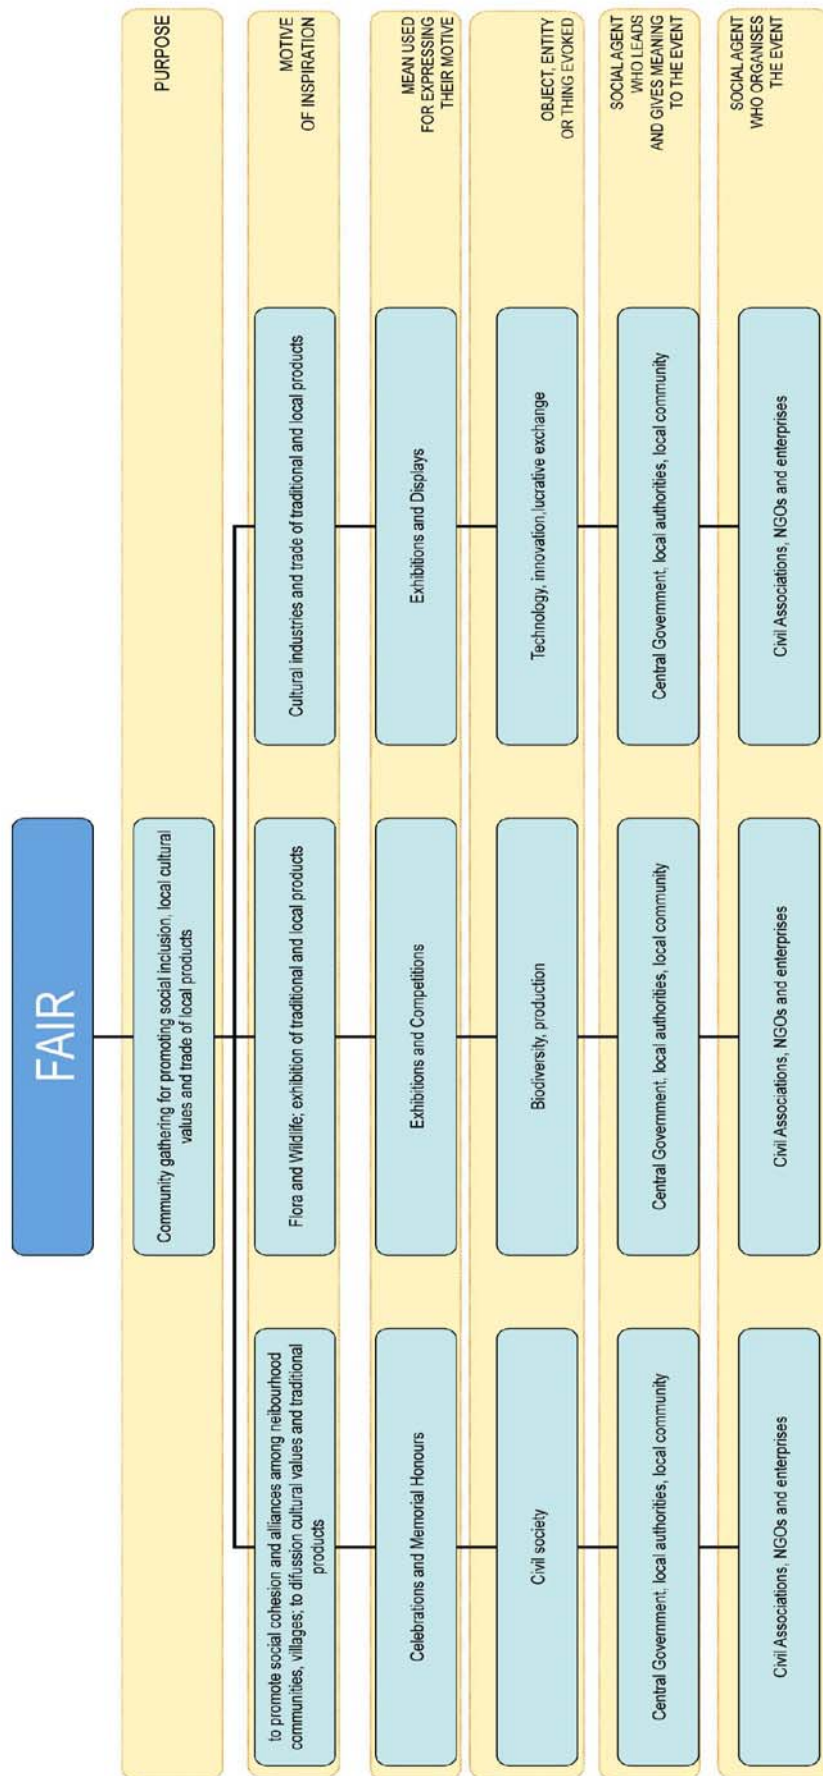 FAIR
PURPOSE
Community gathering for promoting social inclusion, local cultural
values and trade of local products
MOTIVE
OF INSPIRATION
to promote social cohesion and alliances among neibourhood
communities, villages; to difussion cultural values and traditional
products
Flora and Wildlife; exhibition of traditional and local products
Cultural industries and trade of traditional and local products
MEAN USED
FOR EXPRESSING
THEIR MOTIVE
Celebrations and Memorial Honours
Exhibitions and Competitions
Exhibitions and Displays
OBJECT, ENTITY
OR THING EVOKED
Civil society
Biodiversity, production
Technology, innovation,lucrative exchange
SOCIAL AGENT
WHO LEADS
AND GIVES MEANING
TO THE EVENT
Central Government, local authorities, local community
Central Government, local authorities, local community
Central Government, local authorities, local community
SOCIAL AGENT
WHO ORGANISES
THE EVENT
Civil Associations, NGOs and enterprises
Civil Associations, NGOs and enterprises
Civil Associations, NGOs and enterprises